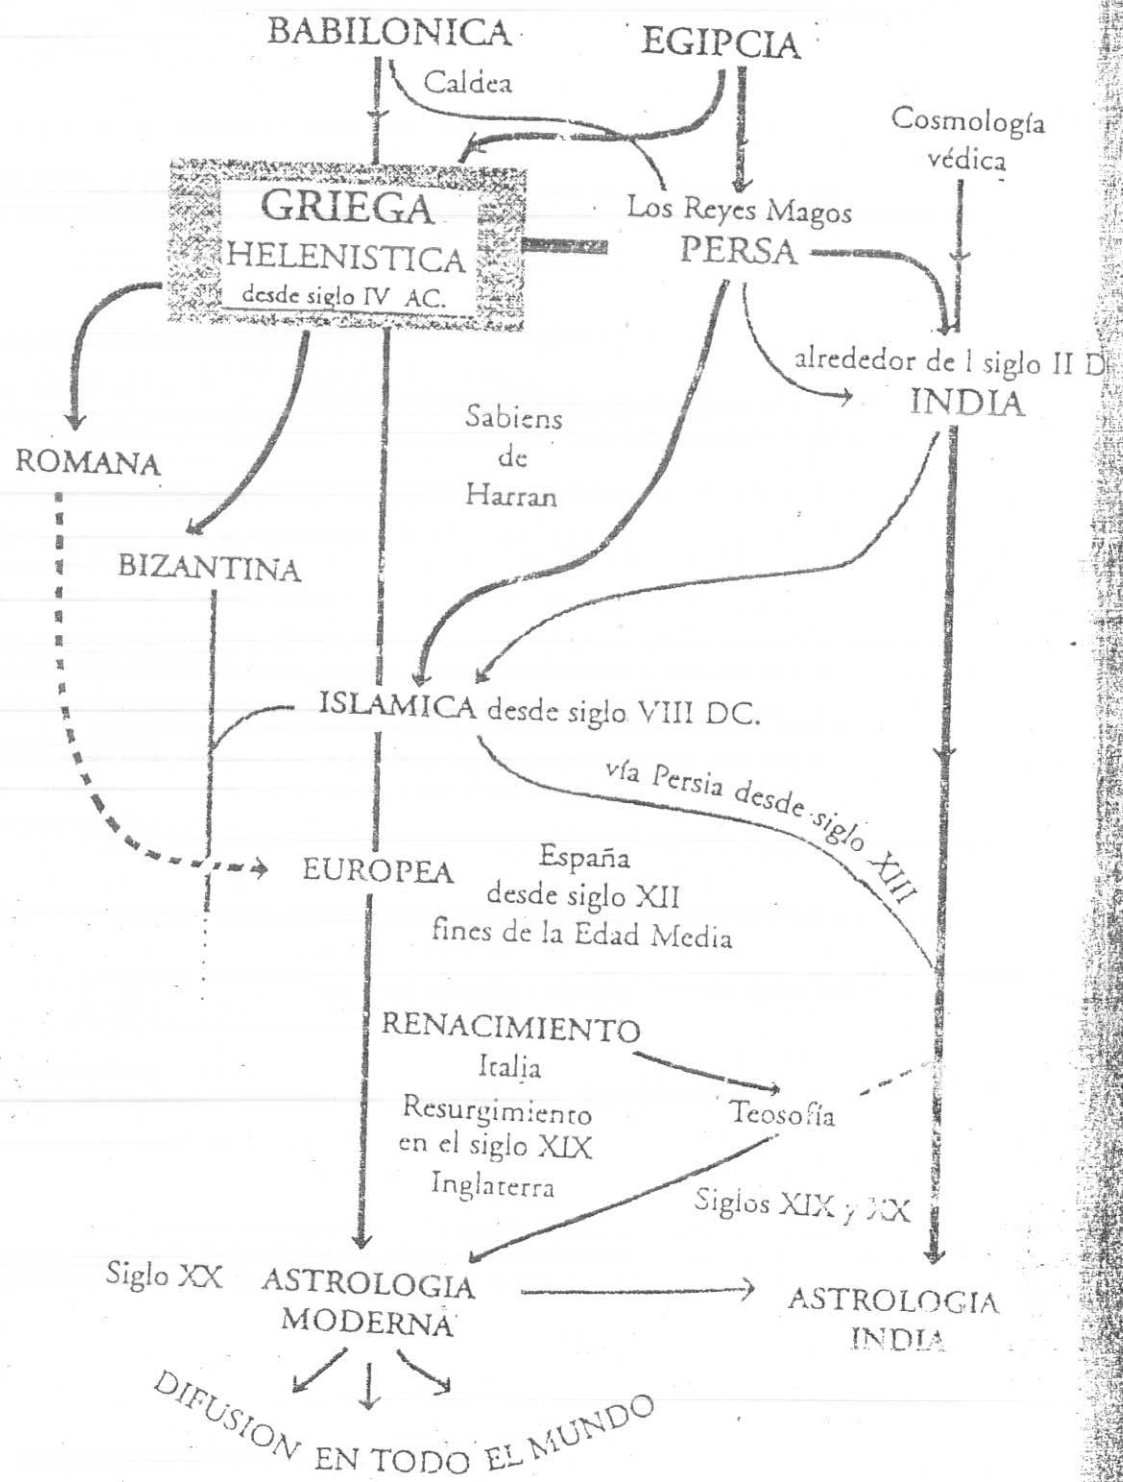 BABILONICA
EGIPCIA
Caldea
Cosmología
védica
GRIEGA
HELENISTICA
desde siglo IV AC.
Los Reyes Magos
PERSA
alrededor de l siglo II D
INDIA
Sabiens
de
Harran
ROMANA
BIZANTINA
ISLAMICA desde siglo VIII DC.
vía Persia desde siglo XIII
EUROPEA
España
desde siglo XII
fines de la Edad Media
RENACIMIENTO
Italia
Resurgimiento
en el siglo XIX
Inglaterra
Teosofía
Siglos XIX y XX
Siglo XX
ASTROLOGIA
MODERNA
ASTROLOGIA
INDIA
DIFUSION EN TODO EL MUNDO